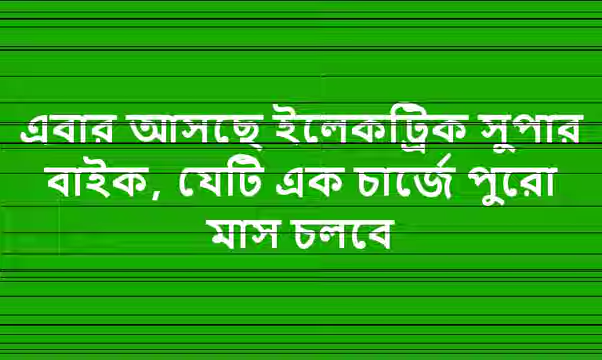 এবার আসছে ইলেকট্রিক সুপার
বাইক, যেটি এক চার্জে পুরো
মাস চলবে